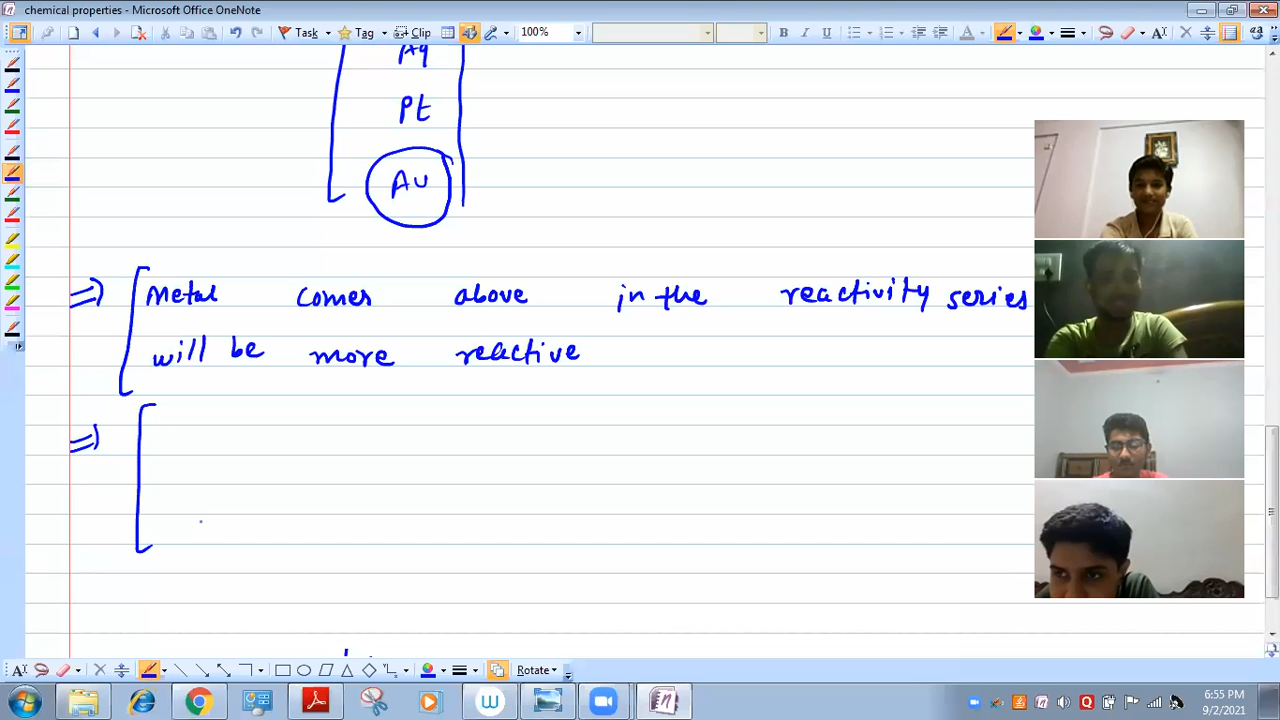 chemical properties - Microsoft Office OneNote
Task
Tag
Clip
100%
B I U
Ag
Pt
Au
⇒ [ Metal comes above in the reactivity series
will be more reactive
⇒ [
Rotate
6:55 PM
9/2/2021